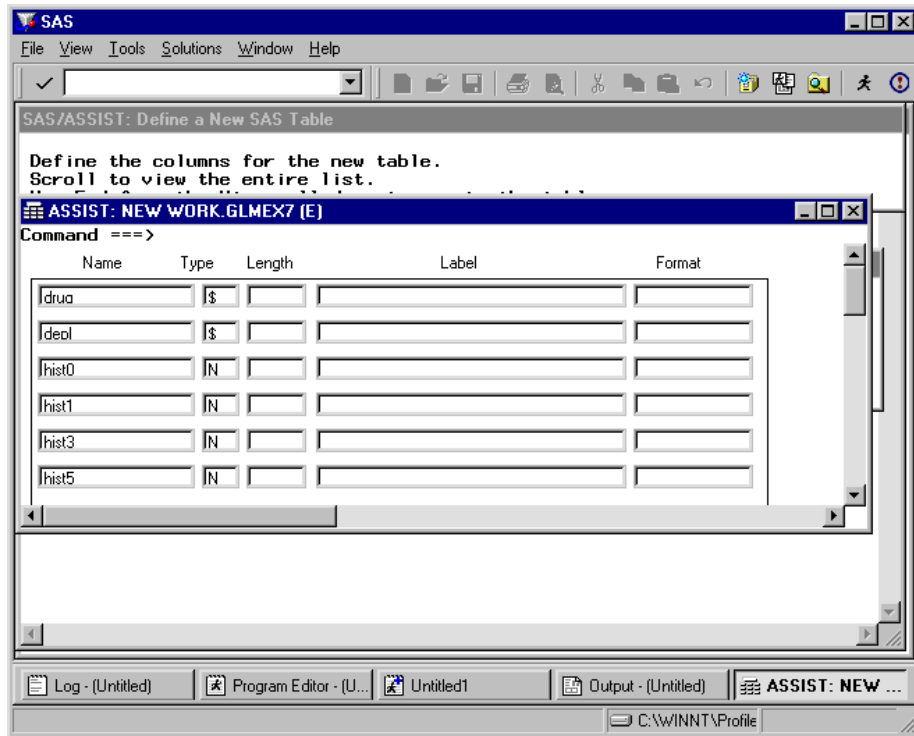 SAS
File View Tools Solutions Window Help
SAS/ASSIST: Define a New SAS Table
Define the columns for the new table.
Scroll to view the entire list.
ASSIST: NEW WORK.GLMEX7 (E)
Command ===>
Name Type Length Label Format
drug $
depl $
hist0 N
hist1 N
hist3 N
hist5 N
Log - (Untitled) Program Editor - (U... Untitled1 Output - (Untitled) ASSIST: NEW ...
C:\WINNT\Profile